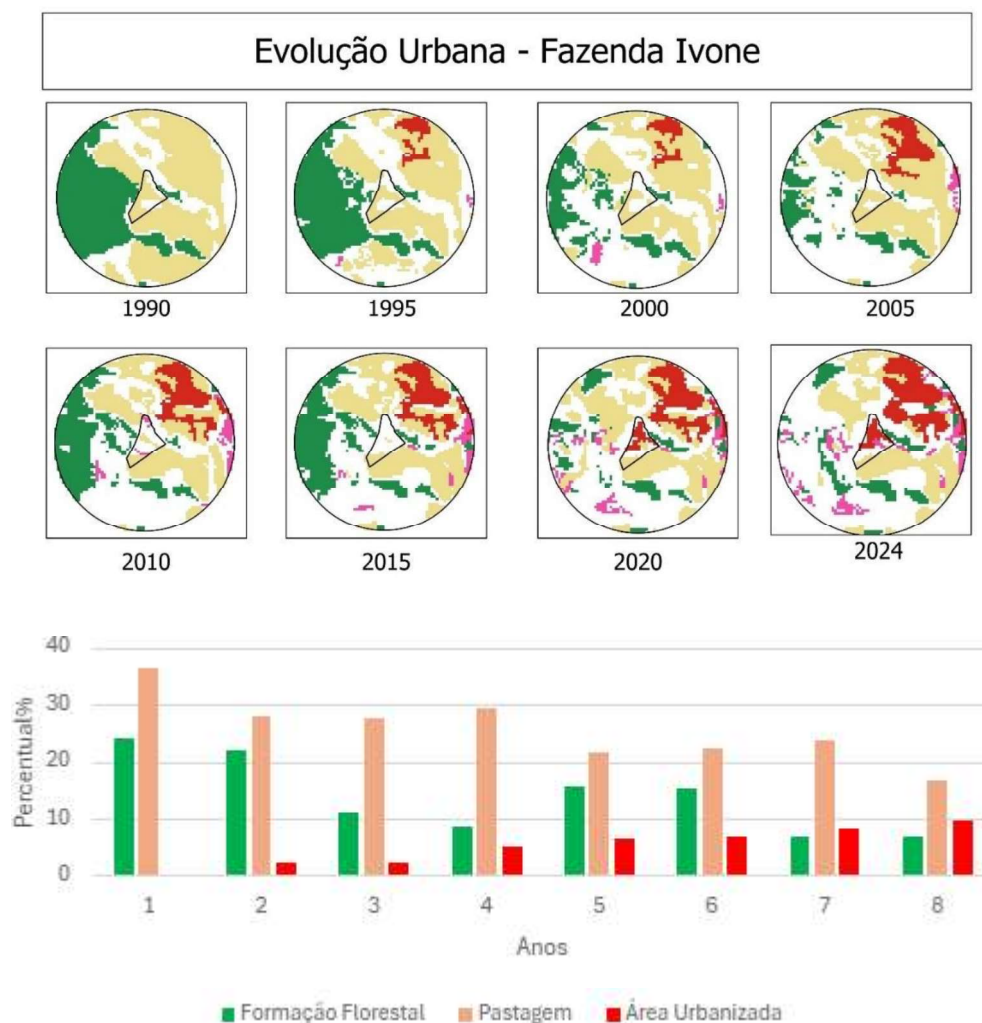 Evolução Urbana - Fazenda Ivone
1990
1995
2000
2005
2010
2015
2020
2024
40
30
20
10
0
Percentual%
1 2 3 4 5 6 7 8
Anos
Formação Florestal Pastagem Área Urbanizada